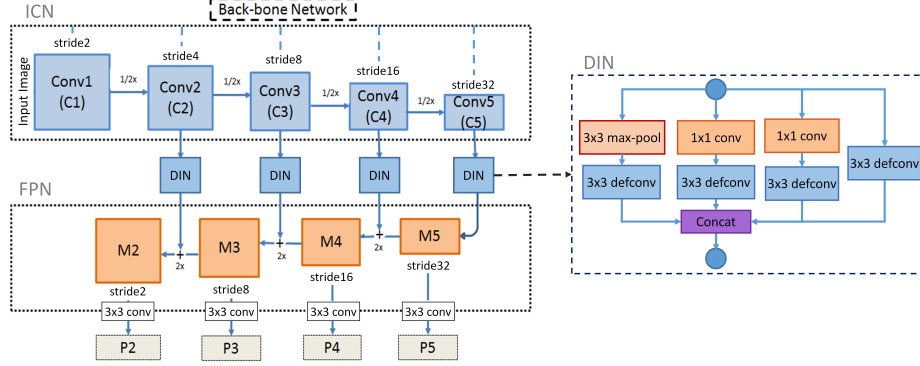 ICN
Back-bone Network
Input Image
stride2
stride4
stride8
stride16
stride32
Conv1
(C1)
1/2x
Conv2
(C2)
1/2x
Conv3
(C3)
1/2x
Conv4
(C4)
1/2x
Conv5
(C5)
DIN
DIN
DIN
DIN
FPN
M2
+
2x
M3
+
2x
M4
+
2x
M5
stride2
stride8
stride16
stride32
3x3 conv
3x3 conv
3x3 conv
3x3 conv
P2
P3
P4
P5
DIN
3x3 max-pool
1x1 conv
1x1 conv
3x3 defconv
3x3 defconv
3x3 defconv
3x3 defconv
Concat